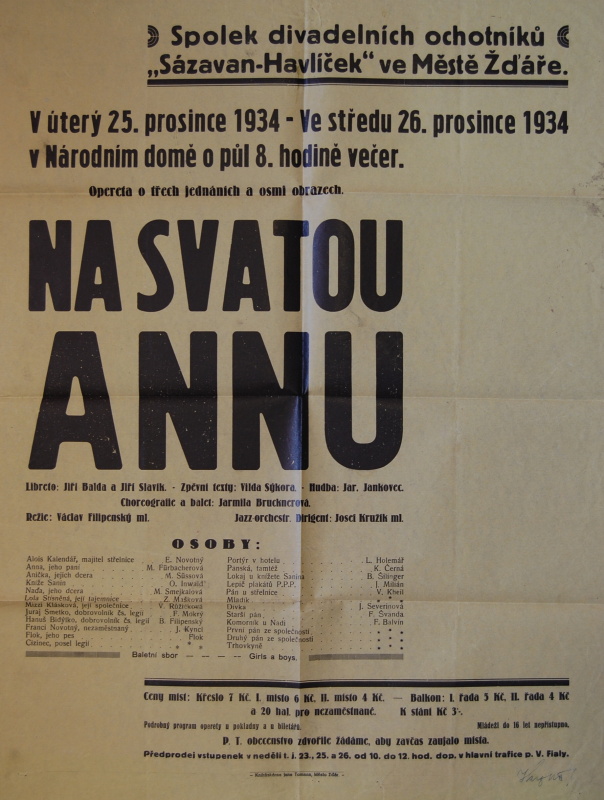 Spolek divadelních ochotníků
„Sázavan-Havlíček“ ve Městě Žďáře.
V úterý 25. prosince 1934 - Ve středu 26. prosince 1934
v Národním domě o půl 8. hodině večer.
Opereta o třech jednáních a osmi obrazech.
NA SVATOU
ANNU
Libreto: Jiří Balda a Jiří Slavík. - Zpěvní texty: Vilda Sýkora. - Hudba: Jar. Jankovec.
Choreografie a balet: Jarmila Brucknerová.
Režie: Václav Filipenský ml. Jazz-orchestr. Dirigent: Josef Kružík ml.
OSOBY:
Alois Kalendář, majitel střelnice E. Novotný
Anna, jeho paní M. Fürbacherová
Anička, jejich dcera M. Süssová
Kníže Sanin O.
Naďa, jeho dcera M. Smejkalová
Lola, její tajemnice Z. Mašková
Mizzi Klásková, její společnice V. Růžičková
Juraj Smetko, dobrovolník čs. legií F. Mokrý
Hanuš Bidýlko, dobrovolník čs. legií B. Filipenský
Franci Novotný, nezaměstnaný J. Kyncl
Flok, jeho pes Flok
Cizinec, posel legií * * *
Portýr v hotelu L. Holemář
Panská, tamtéž K. Černá
Lokaj u knížete Sanina B. Šilinger
Lepič plakátů P.P.P. J. Milián
Pán u střelnice V. Kheil
Mladík * * *
Dívka J. Severinová
Starší pán F. Švanda
Komorník u Nadi F. Balvín
První pán ze společnosti * * *
Druhý pán ze společnosti * * *
Trhovkyně * * *
Baletní sbor — — — — Girls a boys.
Ceny míst: Křeslo 7 Kč, I. místo 6 Kč, II. místo 4 Kč. — Balkon: I. řada 5 Kč, II. řada 4 Kč
a 20 hal. pro nezaměstnané. K stání Kč 3·-.
Podrobný program operety u pokladny a u biletářů. Mládeži do 16 let nepřístupno.
P. T. obecenstvo zdvořile žádáme, aby zavčas zaujalo místa.
Předprodej vstupenek v neděli t. j. 23., 25. a 26. od 10. do 12. hod. dop. v hlavní trafice p. V. Fialy.